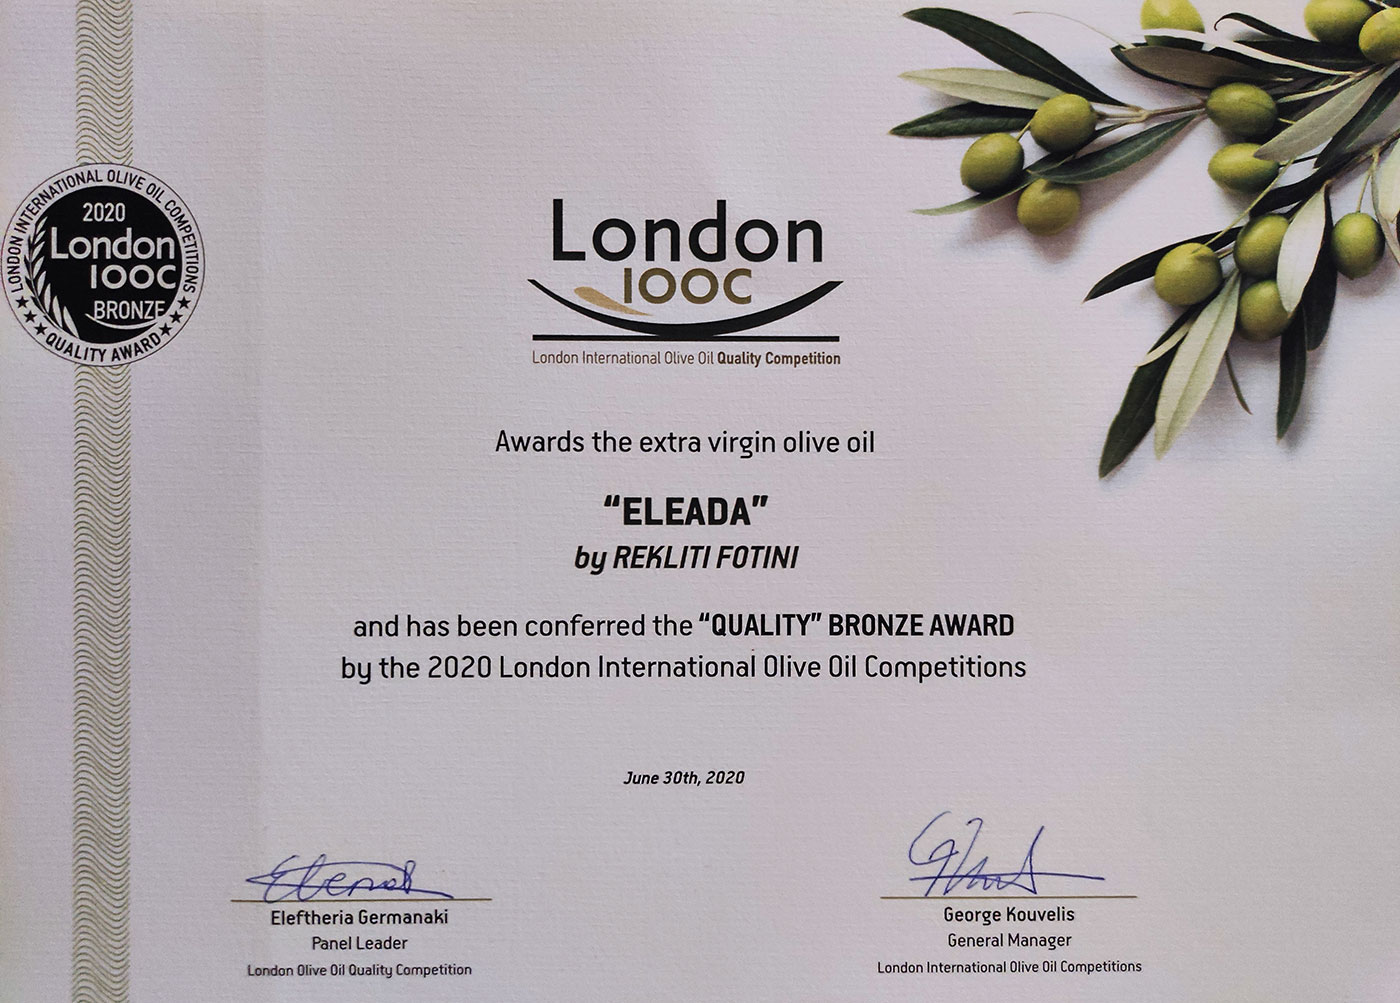 LONDON INTERNATIONAL OLIVE OIL COMPETITIONS
2020
London
IOOC
BRONZE
QUALITY AWARD
London
IOOC
London International Olive Oil Quality Competition
Awards the extra virgin olive oil
“ELEADA”
by REKLITI FOTINI
and has been conferred the “QUALITY” BRONZE AWARD
by the 2020 London International Olive Oil Competitions
June 30th, 2020
Eleftheria Germanaki
Panel Leader
London Olive Oil Quality Competition
George Kouvelis
General Manager
London International Olive Oil Competitions